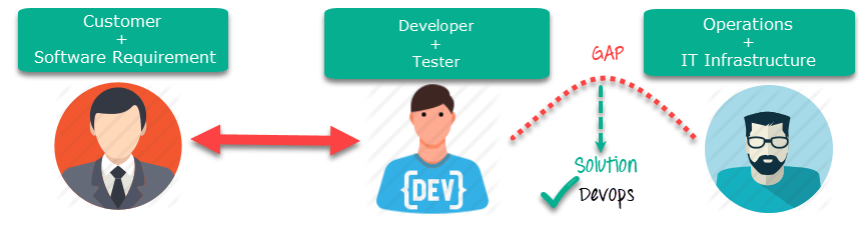 Customer
+
Software Requirement
Developer
+
Tester
GAP
Operations
+
IT Infrastructure
{DEV}
Solution
Devops